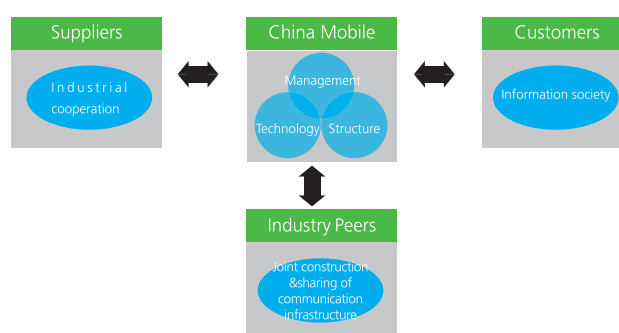 Suppliers
Industrial
cooperation
China Mobile
Management
Technology
Structure
Customers
Information society
Industry Peers
Joint construction
&sharing of
communication
infrastructure